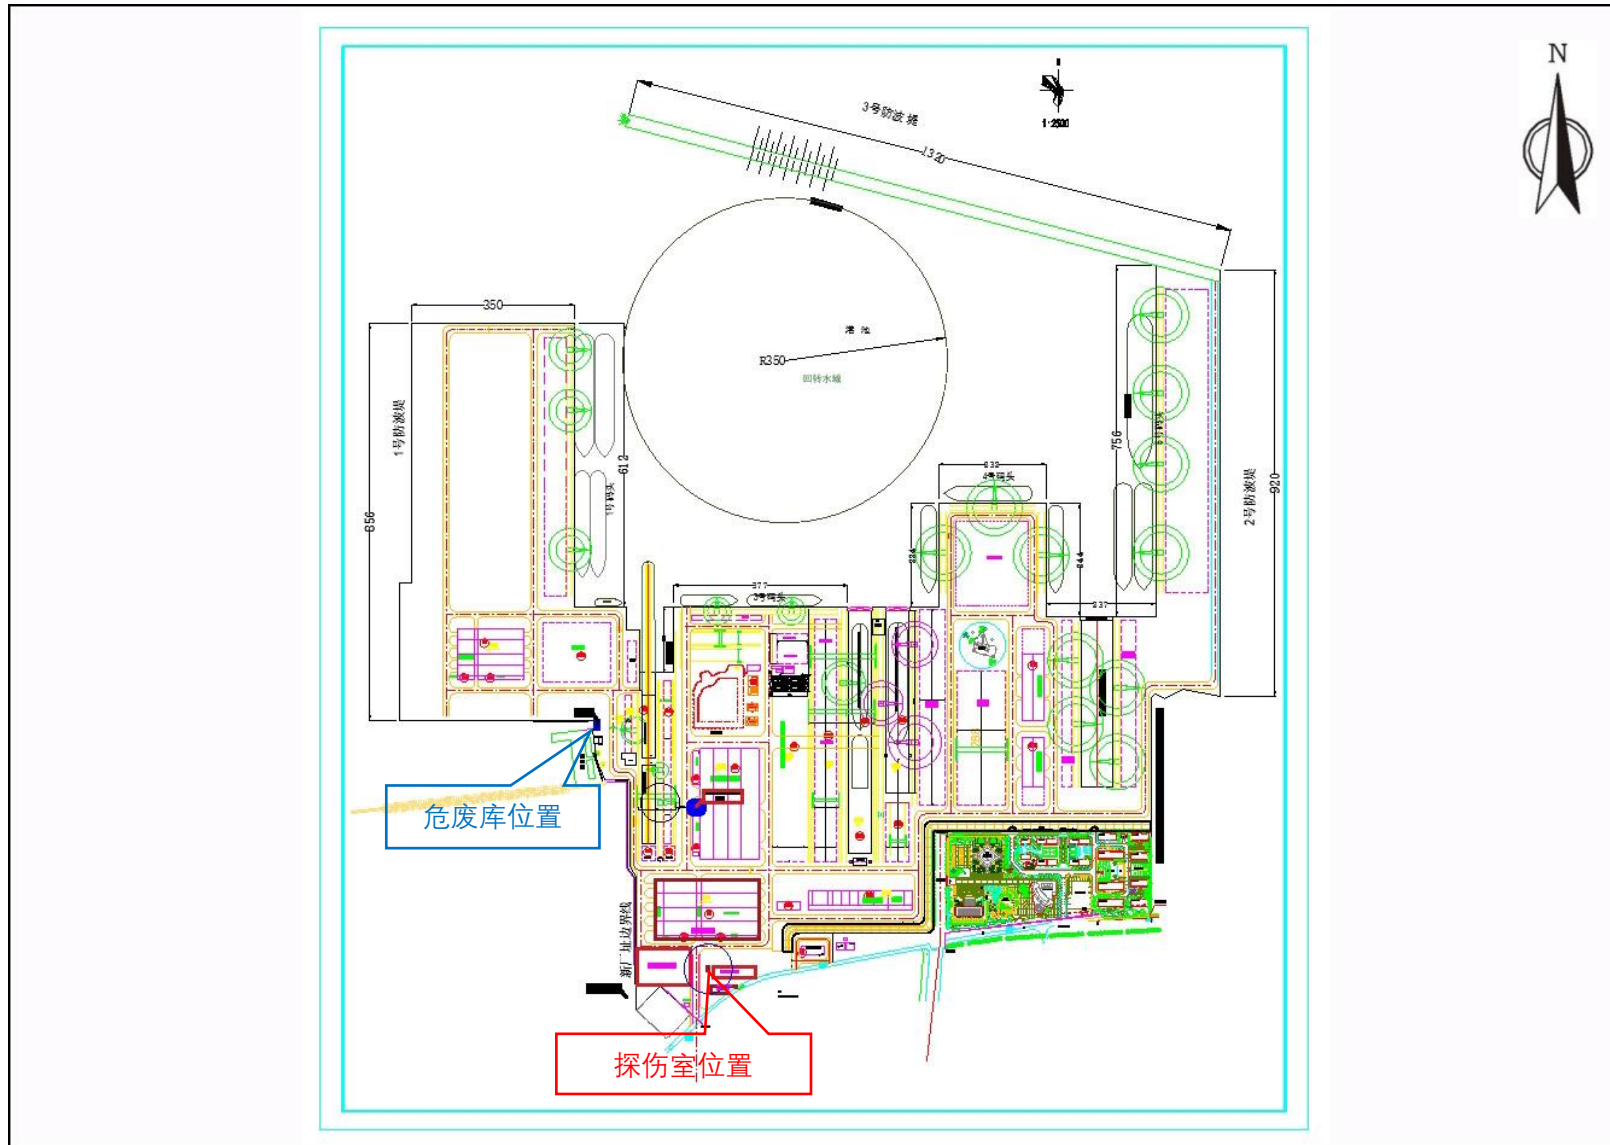 N
3号防波堤
1:2500
1320
350
港 池
R350
回转水域
1号防波堤
612
656
1号码头
756
920
2号防波堤
232
4号码头
234
244
237
277
3号码头
危废库位置
新厂址边界线
探伤室位置